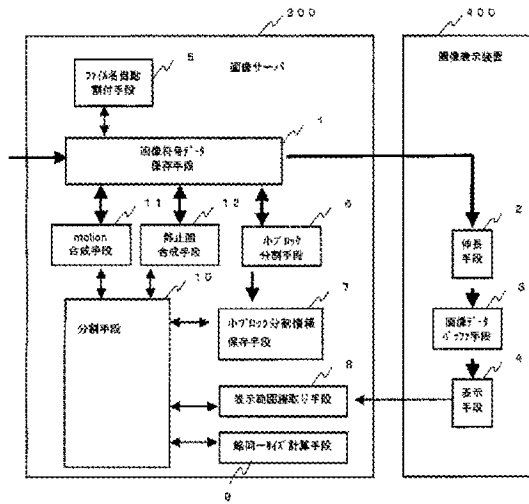 300
400
画像サーバ
画像表示装置
5
ファイル名自動
割付手段
1
画像符号データ
保存手段
11
12
6
2
motion
合成手段
静止画
合成手段
小ブロック
分割手段
伸長
手段
10
7
3
分割手段
小ブロック分割情報
保存手段
画像データ
バッファ手段
8
4
表示範囲読取り手段
表示
手段
サイズ計算手段
9